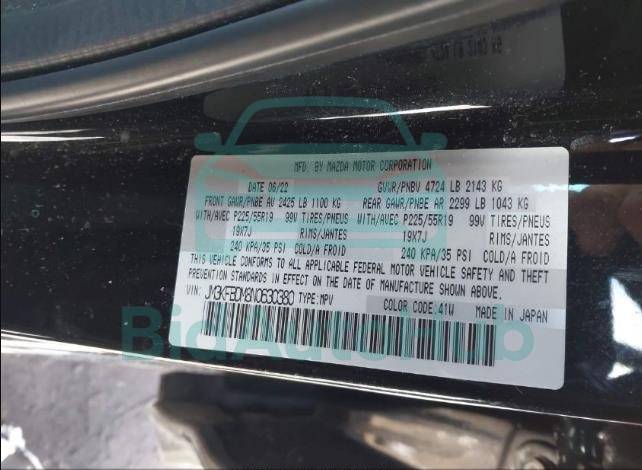 MFD. BY MAZDA MOTOR CORPORATION
DATE 06/22 GVWR/PNBV 4724 LB 2143 KG
FRONT GAWR/PNBE AV 2425 LB 1100 KG REAR GAWR/PNBE AR 2299 LB 1043 KG
WITH/AVEC P225/55R19 99V TIRES/PNEUS WITH/AVEC P225/55R19 99V TIRES/PNEUS
19X7J RIMS/JANTES 19X7J RIMS/JANTES
240 KPA/35 PSI COLD/A FROID 240 KPA/35 PSI COLD/A FROID
THIS VEHICLE CONFORMS TO ALL APPLICABLE FEDERAL MOTOR VEHICLE SAFETY AND THEFT
PREVENTION STANDARDS IN EFFECT ON THE DATE OF MANUFACTURE SHOWN ABOVE.
VIN: JM3KFBDM8N0630380 TYPE:MPV COLOR CODE:41W MADE IN JAPAN
BidAutoHub